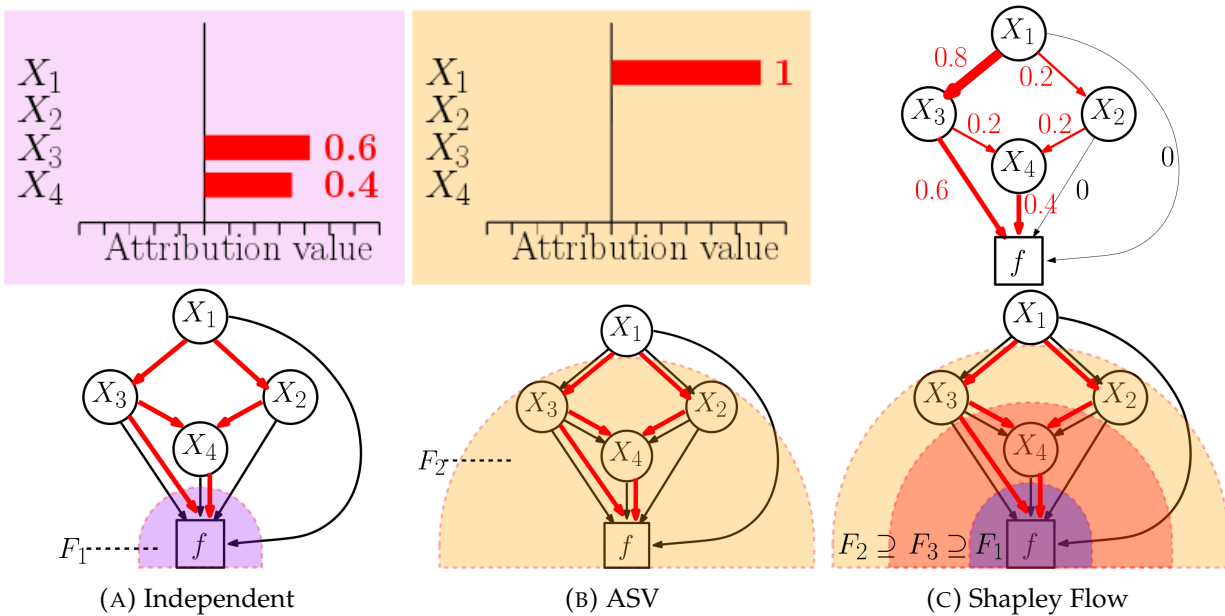 X₁
X₂
X₃
0.6
X₄
0.4
Attribution value
X₁
1
X₂
X₃
X₄
Attribution value
X₁
0.8
0.2
X₃
X₂
0.2
0.2
X₄
0
0
0.6
0.4
f
X₁
X₃
X₂
X₄
F₁
f
(A) Independent
X₁
X₃
X₂
X₄
F₂
f
(B) ASV
X₁
X₃
X₂
X₄
F₂ ⊇ F₃ ⊇ F₁
f
(C) Shapley Flow